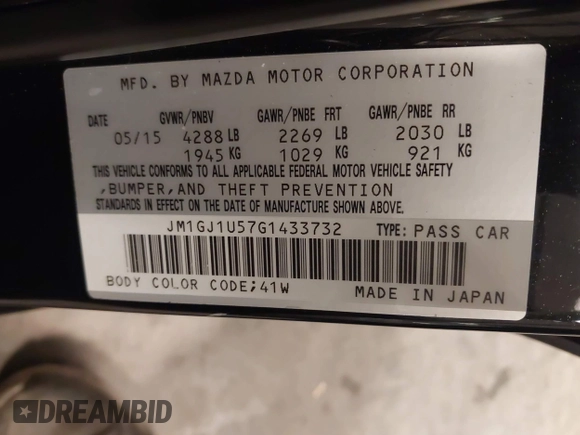 MFD. BY MAZDA MOTOR CORPORATION
DATE GVWR/PNBV GAWR/PNBE FRT GAWR/PNBE RR
05/15 4288 LB 2269 LB 2030 LB
1945 KG 1029 KG 921 KG
THIS VEHICLE CONFORMS TO ALL APPLICABLE FEDERAL MOTOR VEHICLE SAFETY
,BUMPER,AND THEFT PREVENTION
STANDARDS IN EFFECT ON THE DATE OF MANUFACTURE SHOWN ABOVE.
JM1GJ1U57G1433732 TYPE: PASS CAR
BODY COLOR CODE;41W MADE IN JAPAN
DREAMBID